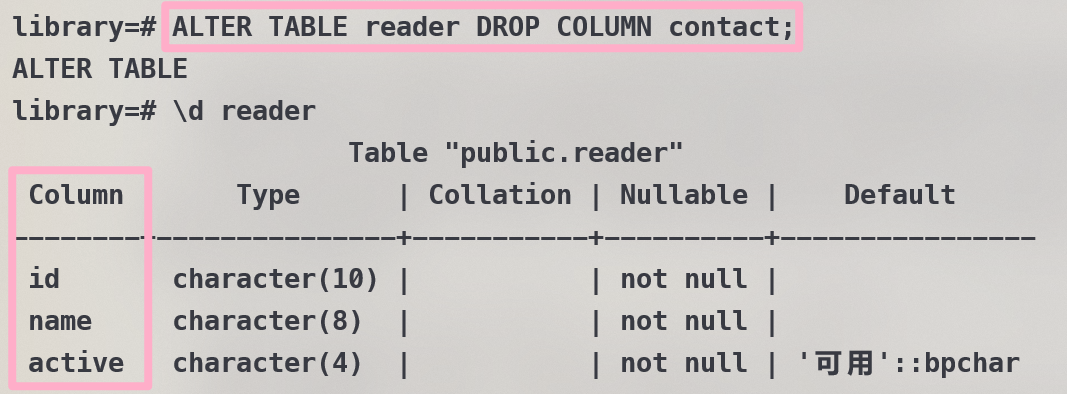 library=# ALTER TABLE reader DROP COLUMN contact;
ALTER TABLE
library=# \d reader
Table "public.reader"
Column Type | Collation | Nullable | Default
--------+---------------+-----------+----------+----------------
id character(10) | | not null |
name character(8) | | not null |
active character(4) | | not null | '可用'::bpchar